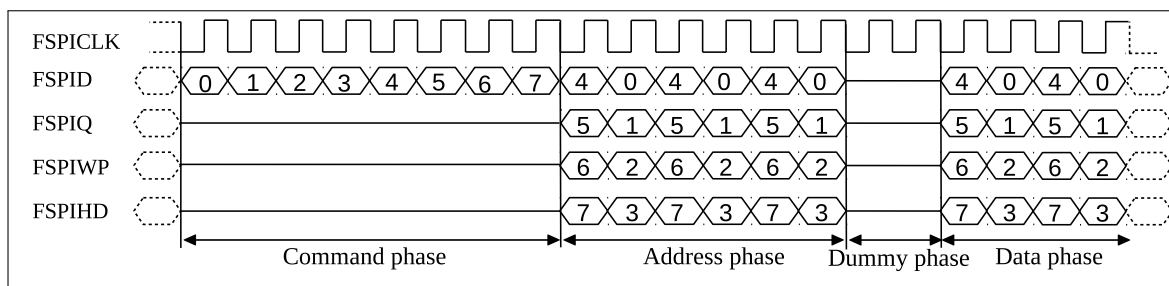 FSPICLK
FSPID 0 1 2 3 4 5 6 7 4 0 4 0 4 0 4 0 4 0
FSPIQ 5 1 5 1 5 1 5 1 5 1
FSPIWP 6 2 6 2 6 2 6 2 6 2
FSPIHD 7 3 7 3 7 3 7 3 7 3
Command phase Address phase Dummy phase Data phase